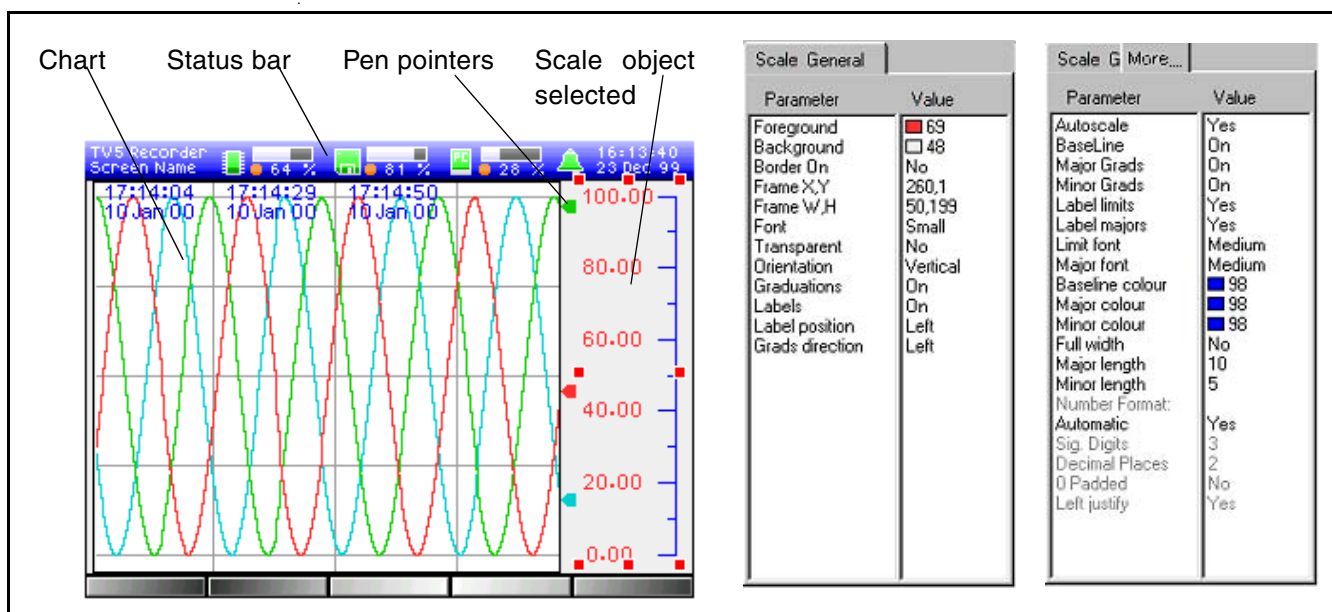 Chart Status bar Pen pointers Scale object
selected
TV5 Recorder 16:13:40
Screen Name 64 % 81 % PC 28 % 23 Dec 99
17:14:04 17:14:29 17:14:50
10 Jan 00 10 Jan 00 10 Jan 00
100.00
80.00
60.00
40.00
20.00
0.00
Scale General
Parameter Value
Foreground 69
Background 48
Border On No
Frame X,Y 260,1
Frame W,H 50,199
Font Small
Transparent No
Orientation Vertical
Graduations On
Labels On
Label position Left
Grads direction Left
Scale G More...
Parameter Value
Autoscale Yes
BaseLine On
Major Grads On
Minor Grads On
Label limits Yes
Label majors Yes
Limit font Medium
Major font Medium
Baseline colour 98
Major colour 98
Minor colour 98
Full width No
Major length 10
Minor length 5
Number Format:
Automatic Yes
Sig. Digits 3
Decimal Places 2
0 Padded No
Left justify Yes